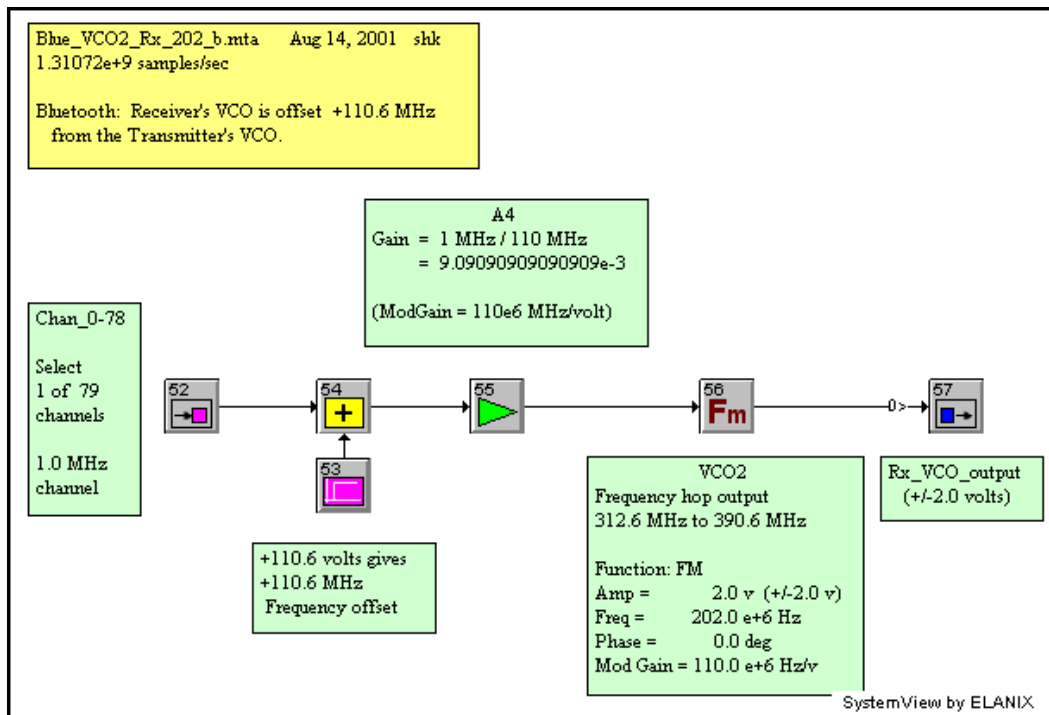 Blue_VCO2_Rx_202_b.mta Aug 14, 2001 shk
1.31072e+9 samples/sec
Bluetooth: Receiver's VCO is offset +110.6 MHz
from the Transmitter's VCO.
A4
Gain = 1 MHz / 110 MHz
= 9.09090909090909e-3
(ModGain = 110e6 MHz/volt)
Chan_0-78
Select
1 of 79
channels
1.0 MHz
channel
52
54
+
55
56
Fm
0>
57
53
+110.6 volts gives
+110.6 MHz
Frequency offset
VCO2
Frequency hop output
312.6 MHz to 390.6 MHz
Function: FM
Amp = 2.0 v (+/-2.0 v)
Freq = 202.0 e+6 Hz
Phase = 0.0 deg
Mod Gain = 110.0 e+6 Hz/v
Rx_VCO_output
(+/-2.0 volts)
SystemView by ELANIX